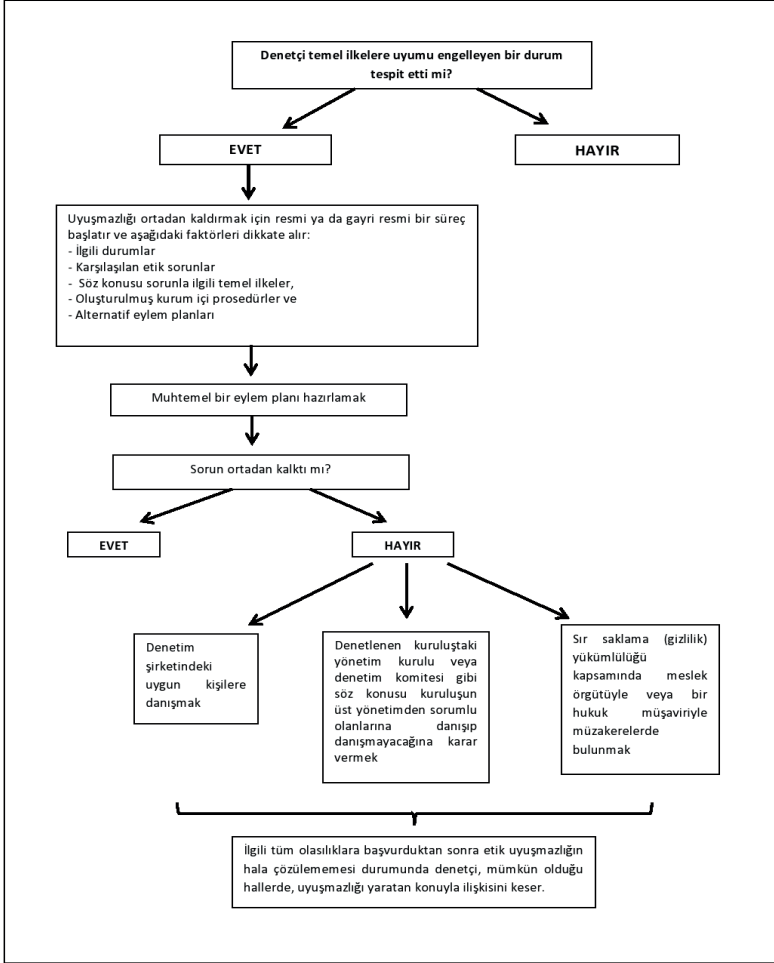 Denetçi temel ilkelere uyumu engelleyen bir durum
tespit etti mi?
EVET
HAYIR
Uyuşmazlığı ortadan kaldırmak için resmi ya da gayri resmi bir süreç
başlatır ve aşağıdaki faktörleri dikkate alır:
- İlgili durumlar
- Karşılaşılan etik sorunlar
- Söz konusu sorunla ilgili temel ilkeler,
- Oluşturulmuş kurum içi prosedürler ve
- Alternatif eylem planları
Muhtemel bir eylem planı hazırlamak
Sorun ortadan kalktı mı?
EVET
HAYIR
Denetim
şirketindeki
uygun kişilere
danışmak
Denetlenen kuruluştaki
yönetim kurulu veya
denetim komitesi gibi
söz konusu kuruluşun
üst yönetimden sorumlu
olanlarına danışıp
danışmayacağına karar
vermek
Sır saklama (gizlilik)
yükümlülüğü
kapsamında meslek
örgütüyle veya bir
hukuk müşaviriyle
müzakerelerde
bulunmak
İlgili tüm olasılıklara başvurduktan sonra etik uyuşmazlığın
hala çözülememesi durumunda denetçi, mümkün olduğu
hallerde, uyuşmazlığı yaratan konuyla ilişkisini keser.